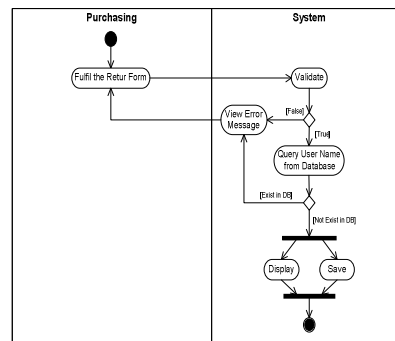 Purchasing
System
Fulfil the Retur Form
Validate
[False]
View Error
Message
[True]
Query User Name
from Database
[Exist in DB]
[Not Exist in DB]
Display
Save